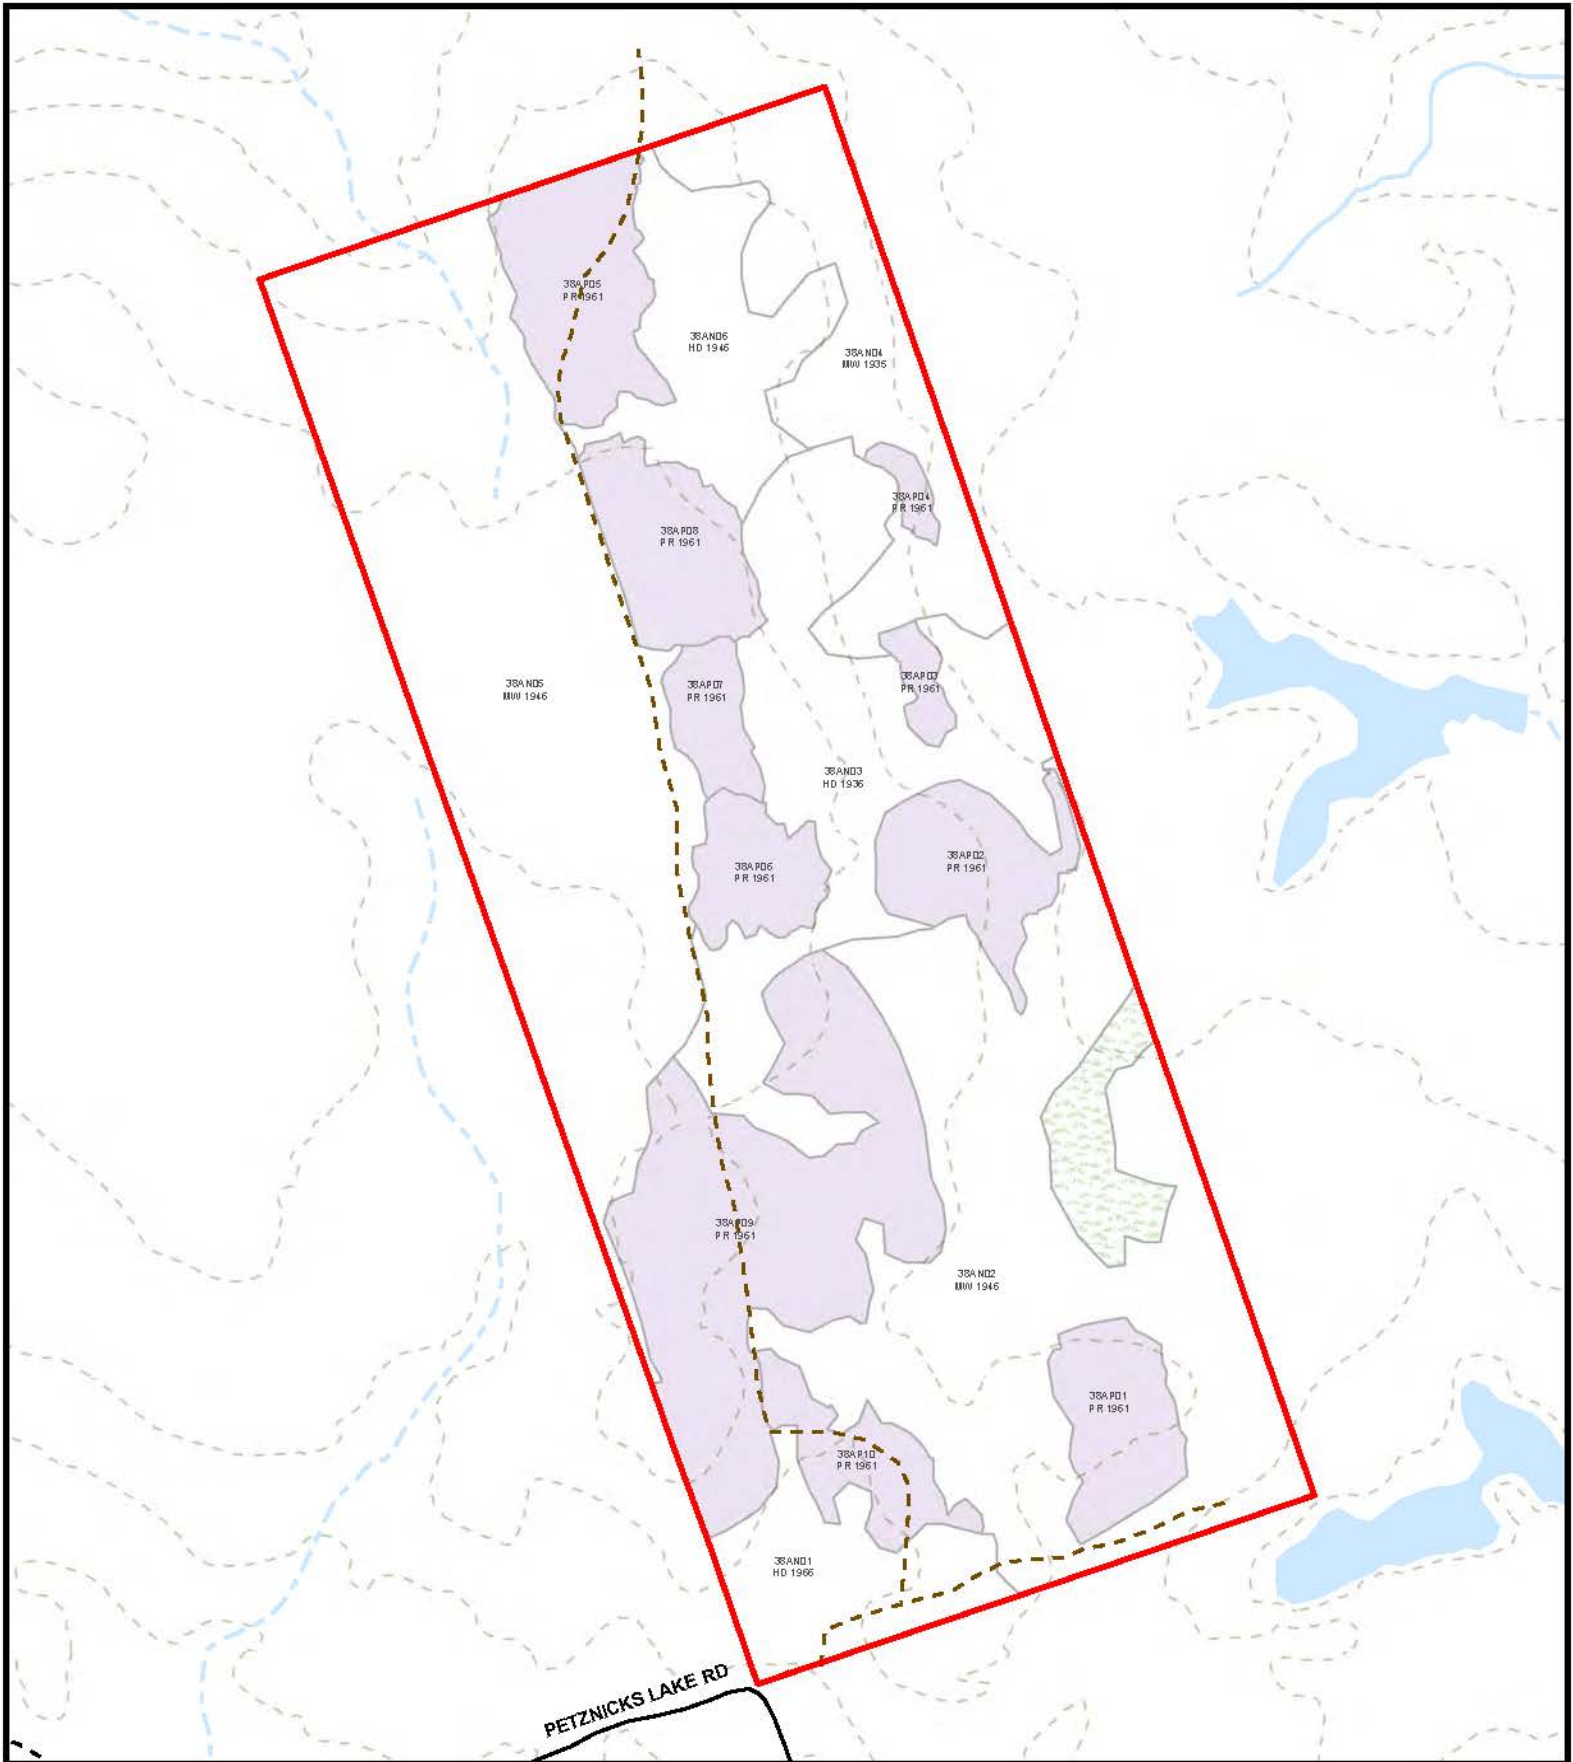 38AP05
PR 1961
38AN06
HD 1946
38AN04
MW 1935
38AP04
PR 1961
38AP08
PR 1961
38AN05
MW 1946
38AP07
PR 1961
38AP03
PR 1961
38AN03
HD 1936
38AP06
PR 1961
38AP02
PR 1961
38AP09
PR 1961
38AN02
MW 1946
38AP01
PR 1961
38AP10
PR 1961
38AN01
HD 1966
PETZNICKS LAKE RD